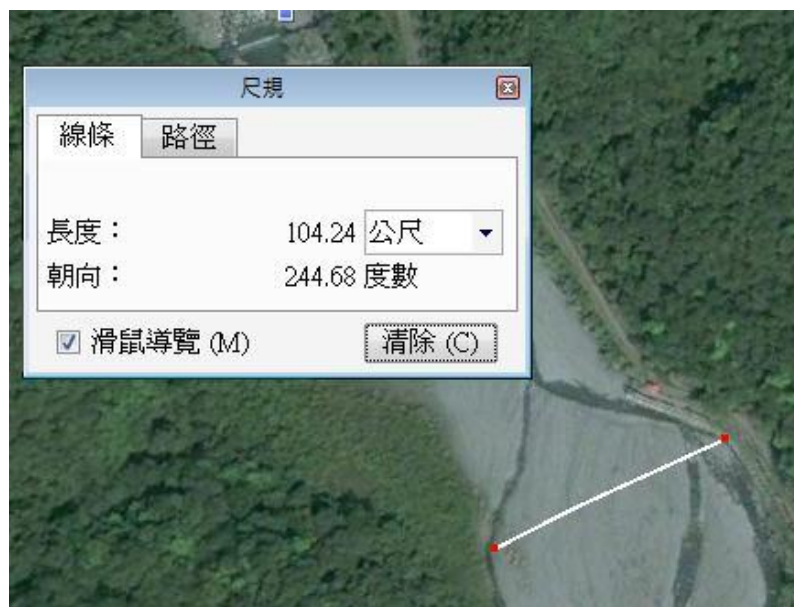 尺規
線條 路徑
長度： 104.24 公尺
朝向： 244.68 度數
滑鼠導覽 (M) 清除 (C)